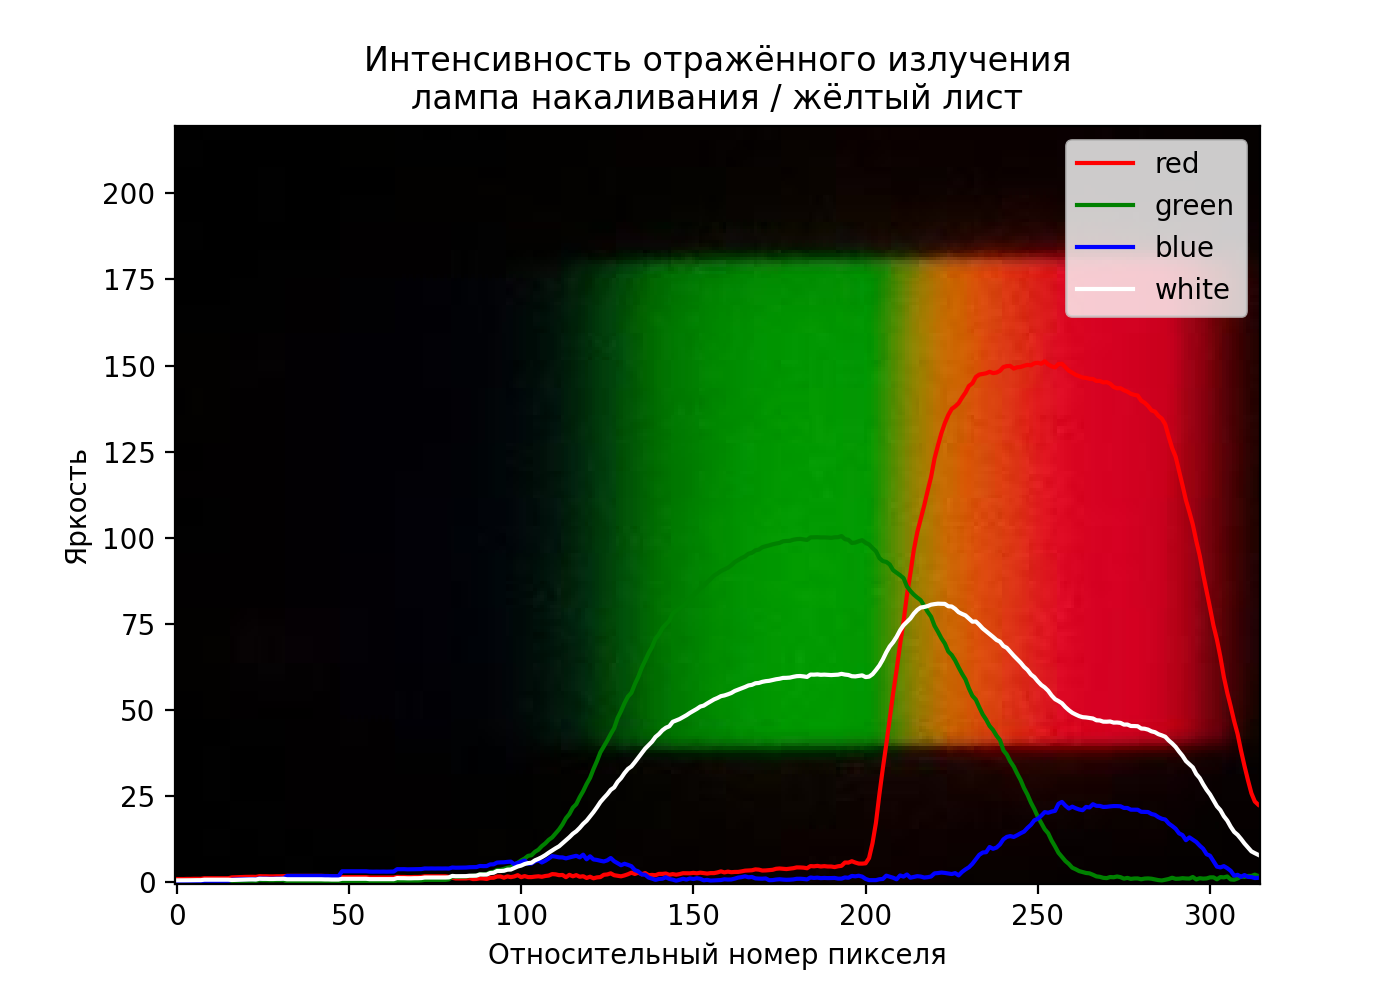 Интенсивность отражённого излучения
лампа накаливания / жёлтый лист
red
green
blue
white
Яркость
200
175
150
125
100
75
50
25
0
0 50 100 150 200 250 300
Относительный номер пикселя